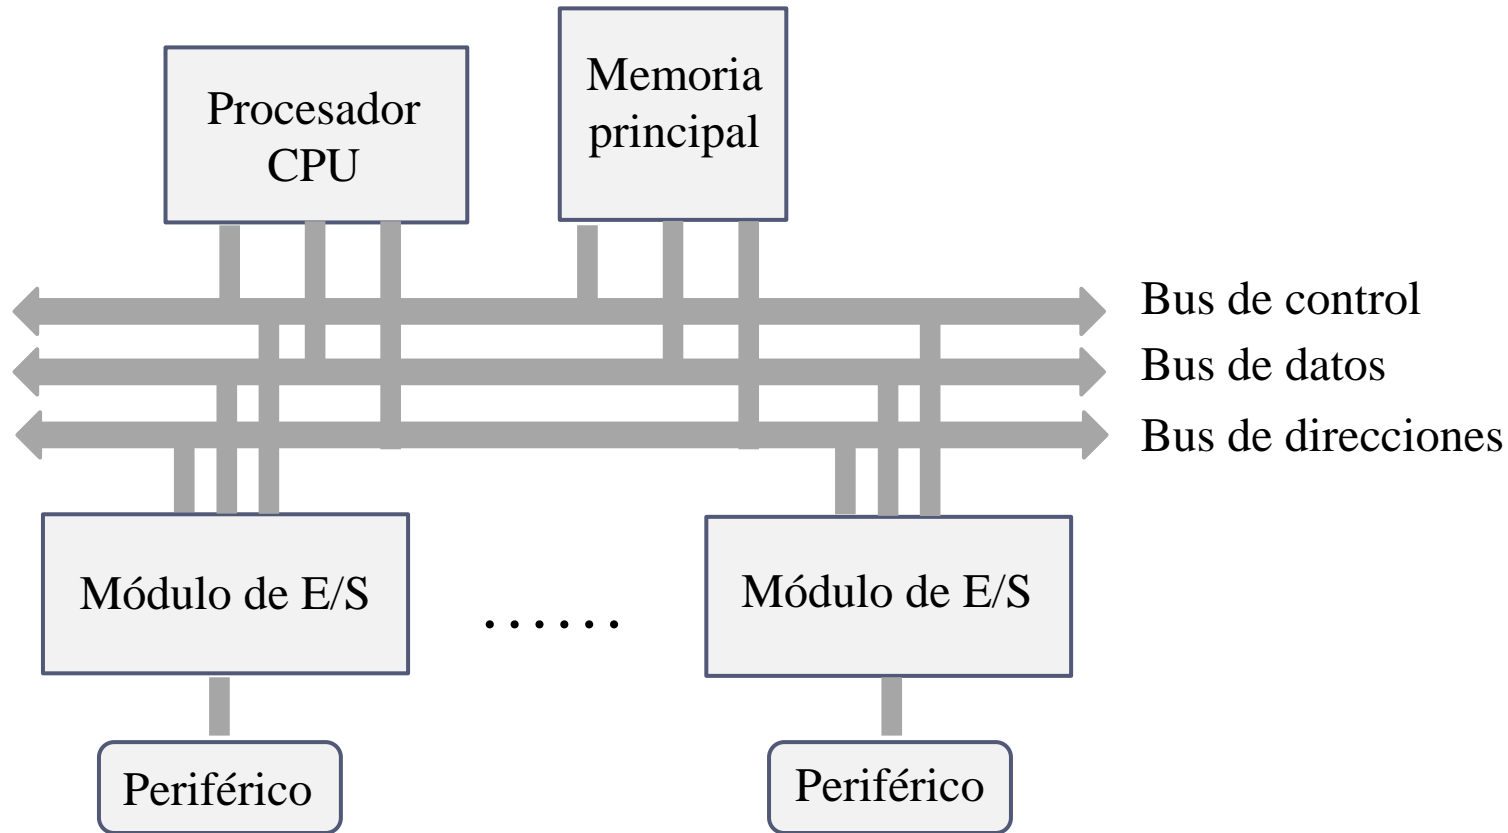 Procesador
CPU
Memoria
principal
Bus de control
Bus de datos
Bus de direcciones
Módulo de E/S
......
Módulo de E/S
Periférico
Periférico